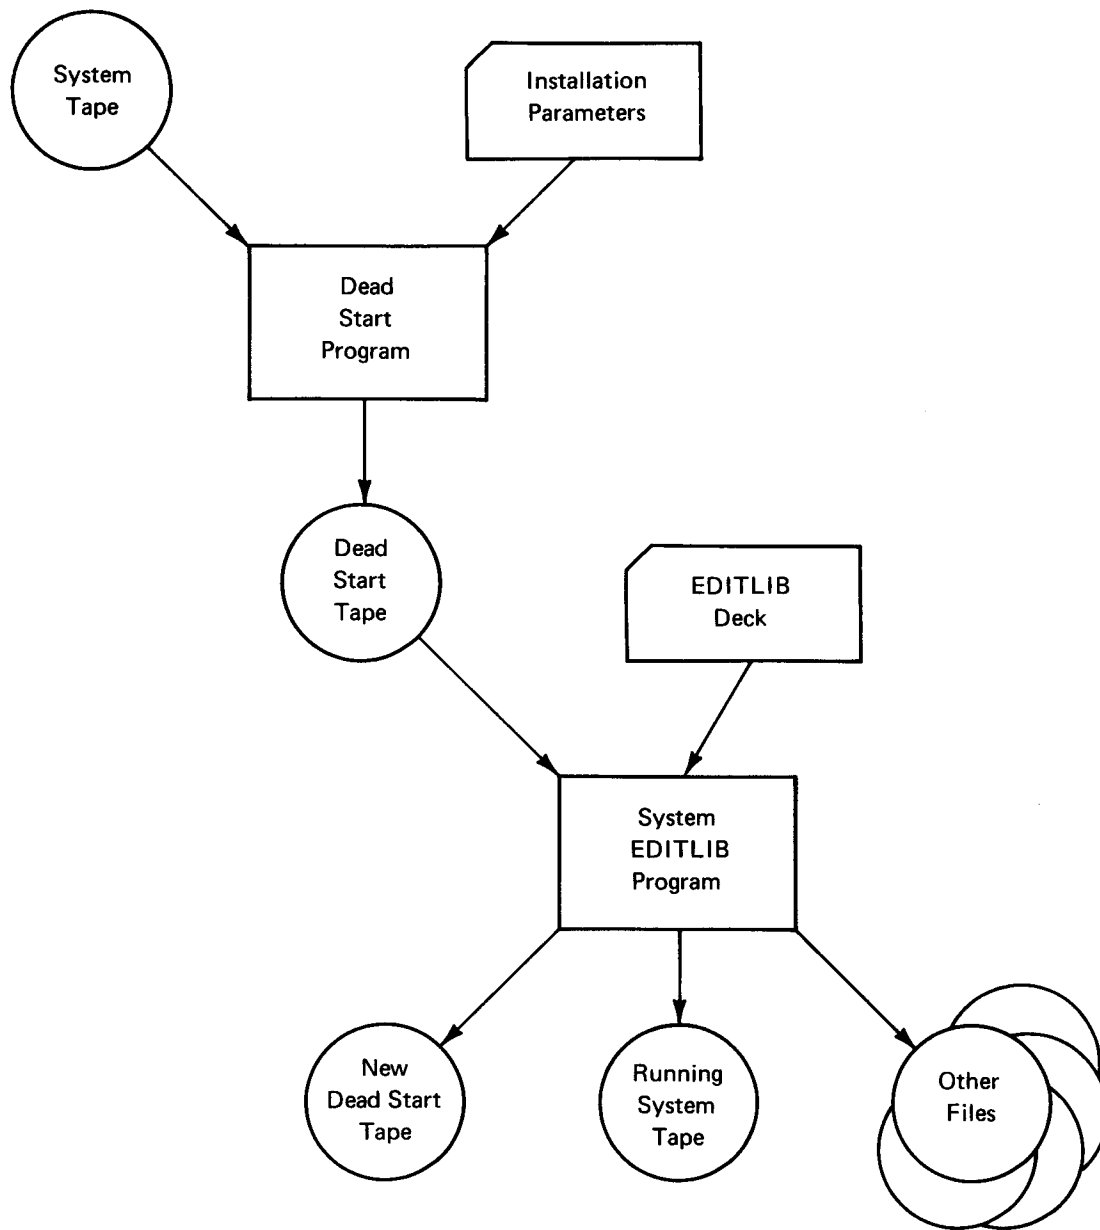 System
Tape
Installation
Parameters
Dead
Start
Program
Dead
Start
Tape
EDITLIB
Deck
System
EDITLIB
Program
New
Dead Start
Tape
Running
System
Tape
Other
Files